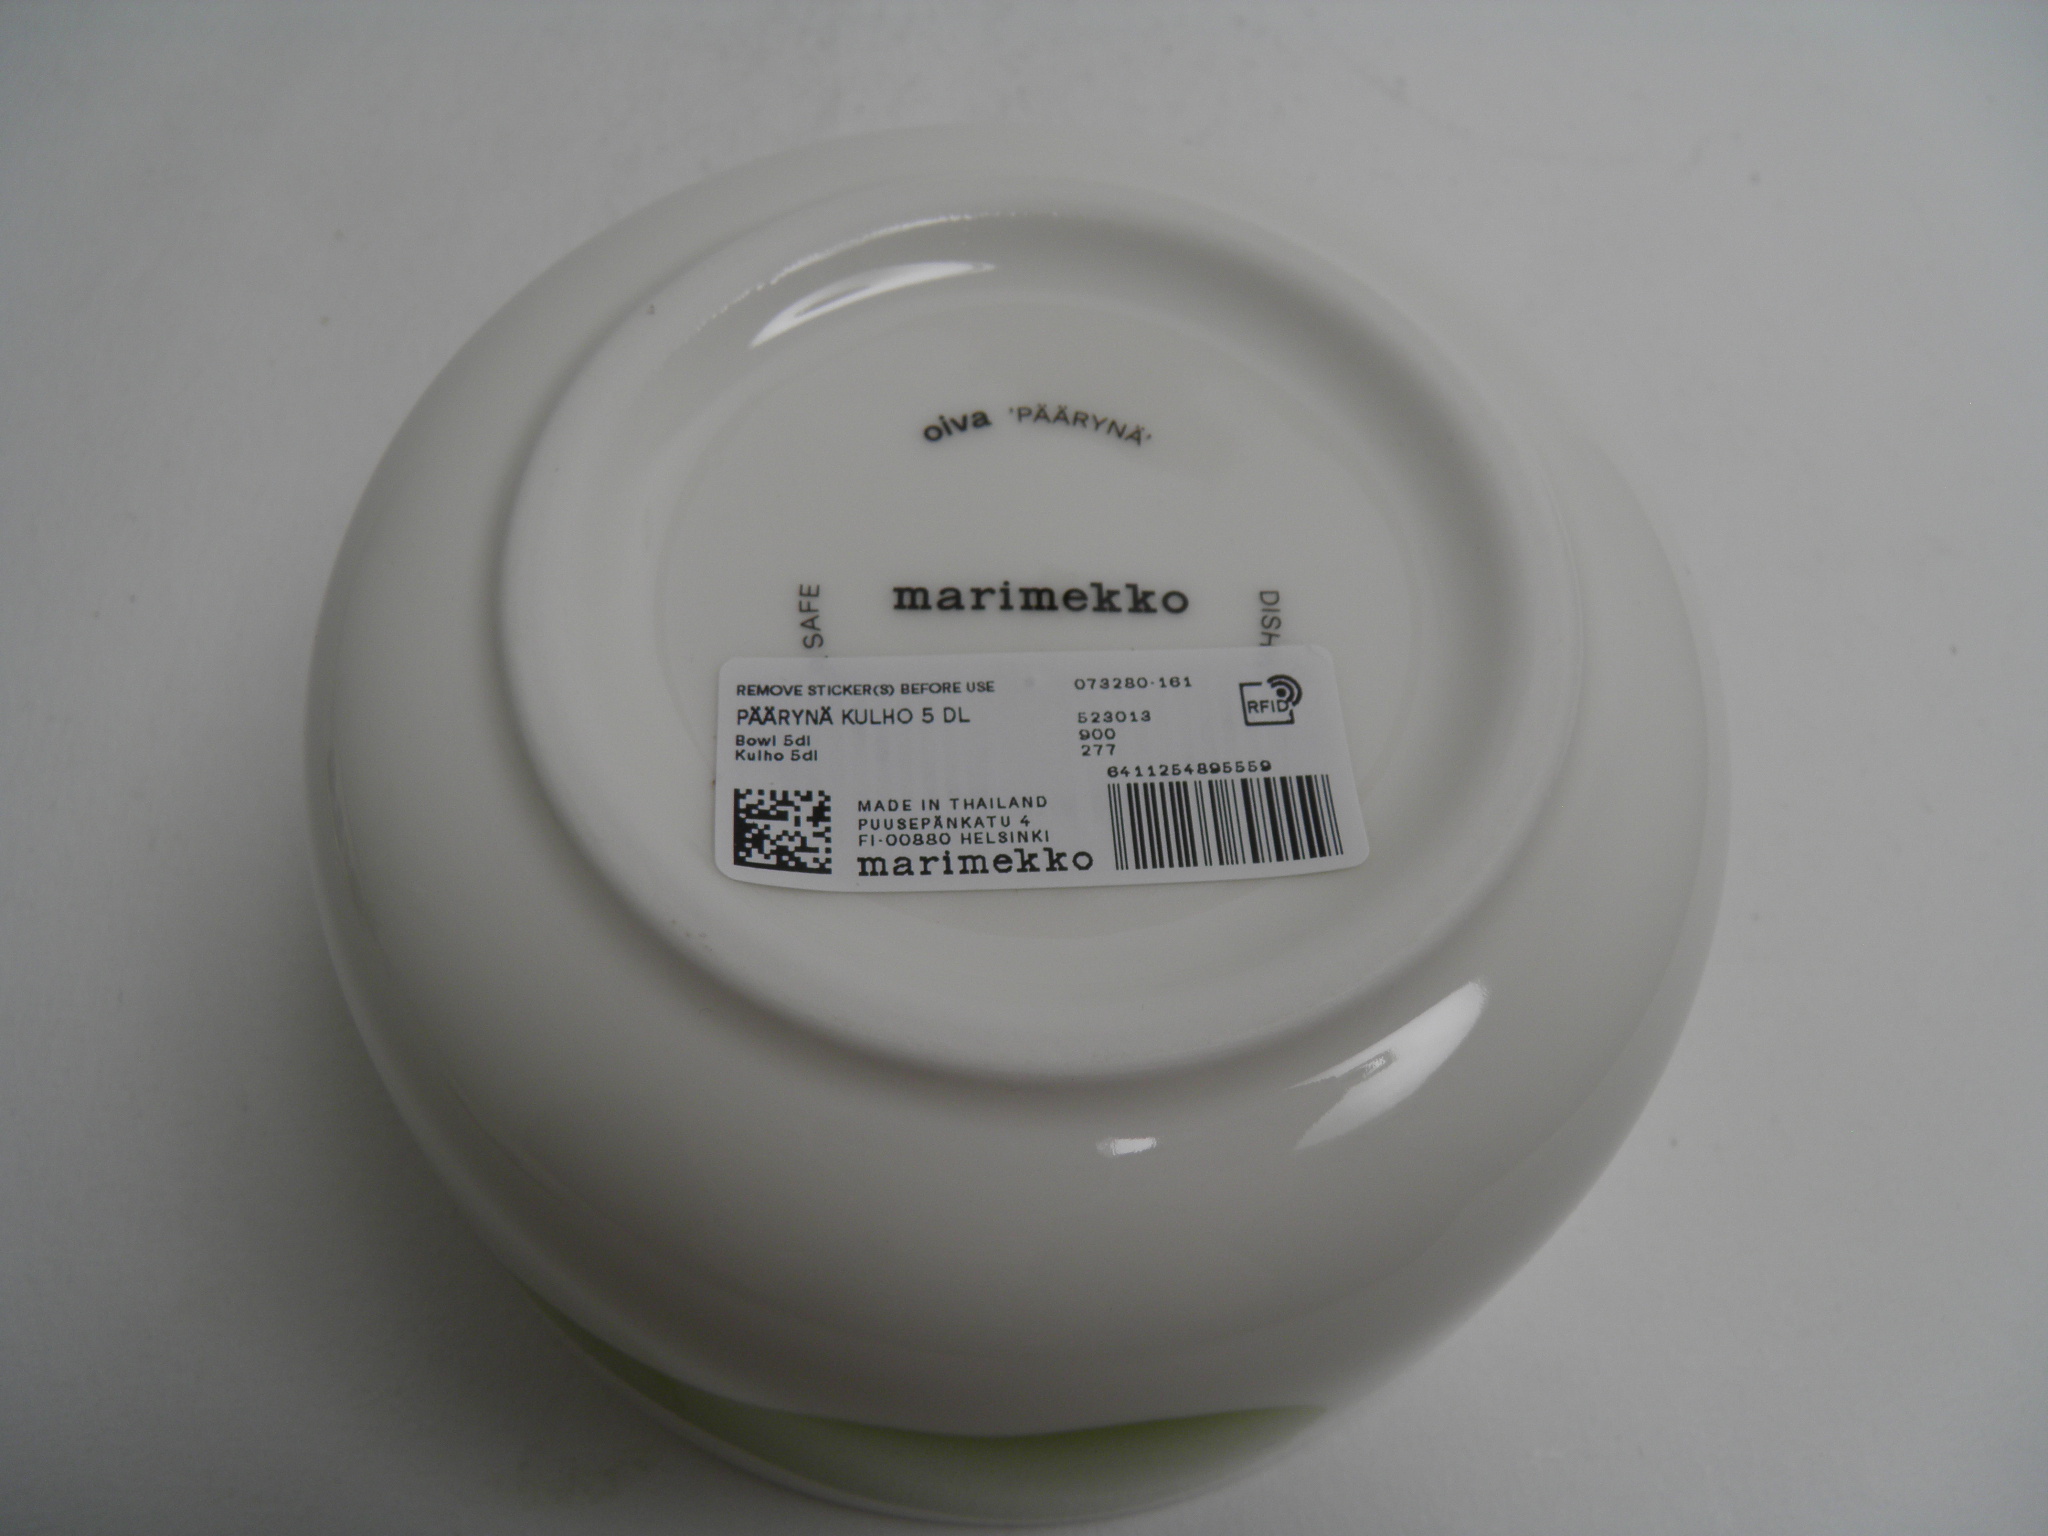 oiva 'PÄÄRYNÄ'
marimekko
SAFE
DISH
REMOVE STICKER(S) BEFORE USE
073280-161
PÄÄRYNÄ KULHO 5 DL
523013
Bowl 5dl
900
Kulho 5dl
277
6411254895559
RFID
MADE IN THAILAND
PUUSEPÄNKATU 4
FI-00880 HELSINKI
marimekko